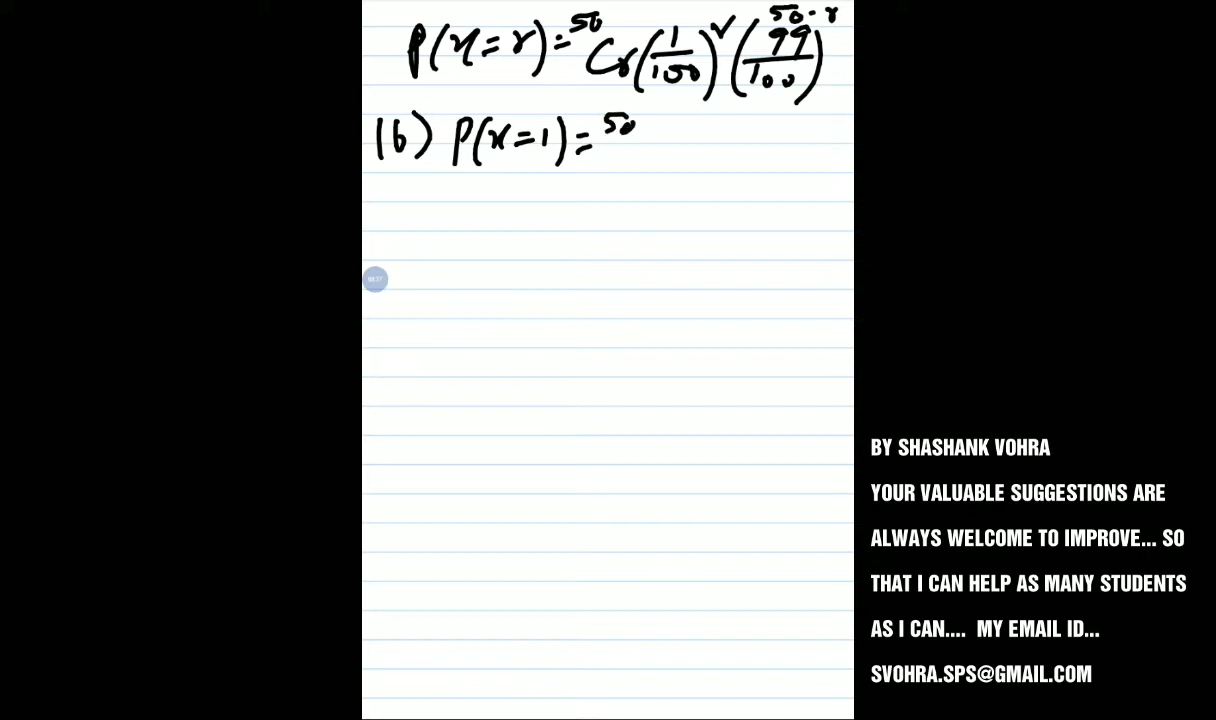 P(x=r)=⁵⁰Cr(1/100)^r(99/100)^50-r
(b) P(x=1)=⁵⁰
BY SHASHANK VOHRA
YOUR VALUABLE SUGGESTIONS ARE
ALWAYS WELCOME TO IMPROVE... SO
THAT I CAN HELP AS MANY STUDENTS
AS I CAN.... MY EMAIL ID...
SVOHRA.SPS@GMAIL.COM